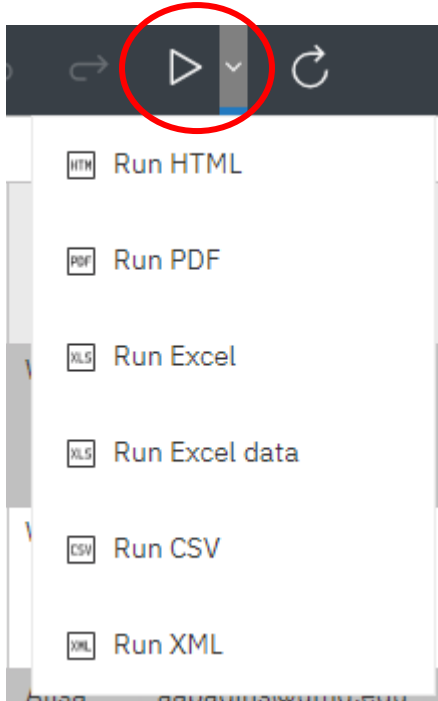 HTM Run HTML
PDF Run PDF
XLS Run Excel
XLS Run Excel data
CSV Run CSV
XML Run XML